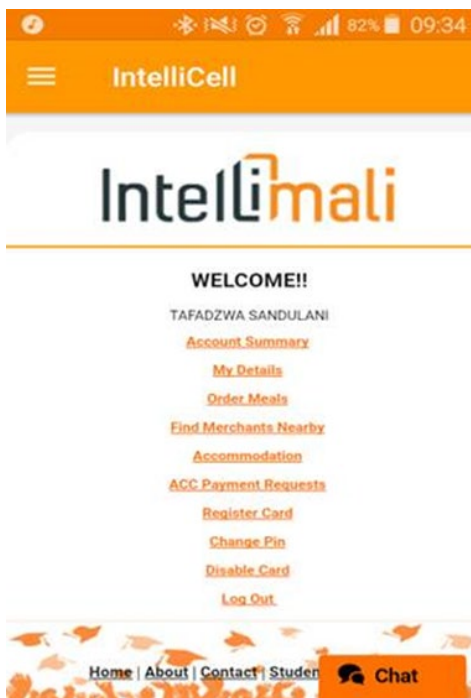 82% 09:34
IntelliCell
Intellimali
WELCOME!!
TAFADZWA SANDULANI
Account Summary
My Details
Order Meals
Find Merchants Nearby
Accommodation
ACC Payment Requests
Register Card
Change Pin
Disable Card
Log Out
Home | About | Contact | Studen
Chat